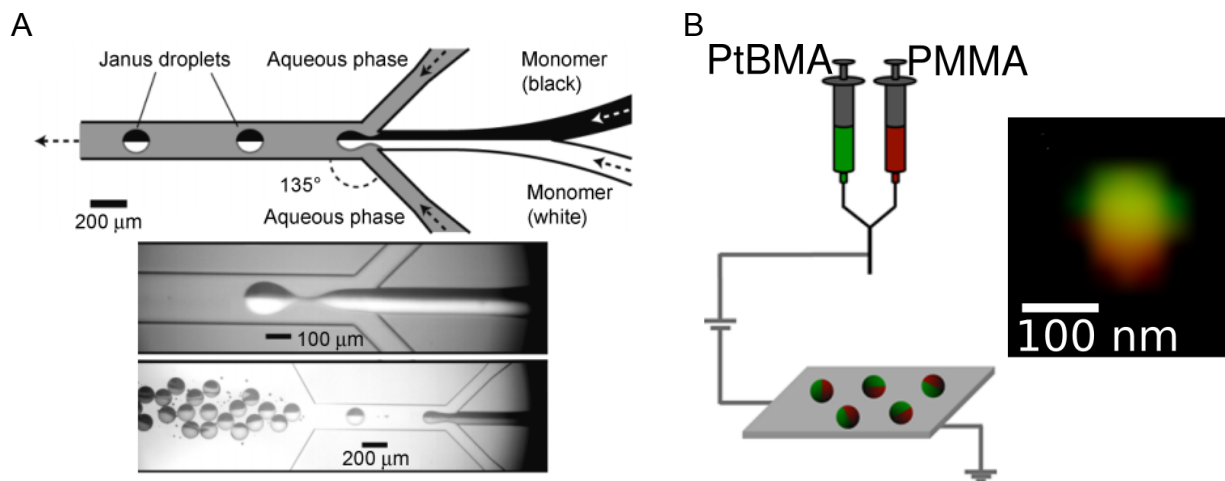 A
Janus droplets
Aqueous phase
Monomer
(black)
135°
Aqueous phase
Monomer
(white)
200 μm
100 μm
200 μm
B
PtBMA
PMMA
100 nm